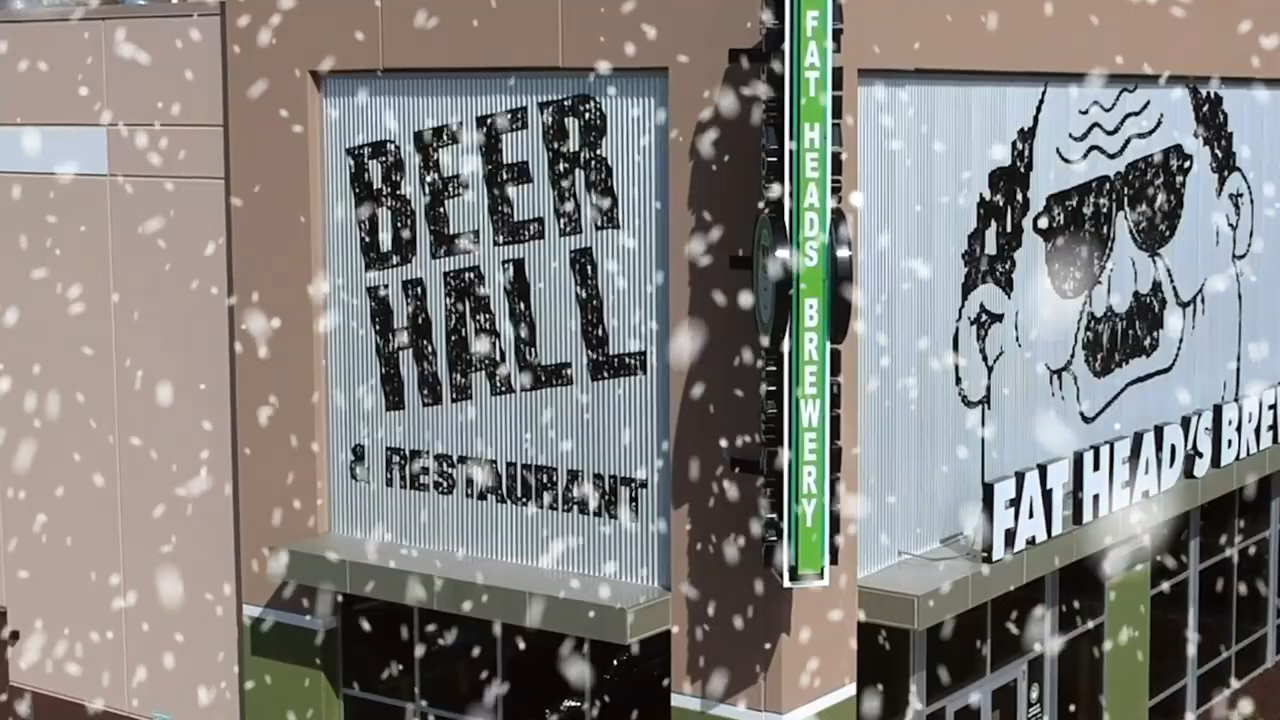 BEER
HALL
& RESTAURANT
FAT HEADS BREWERY
FAT HEAD'S BREW